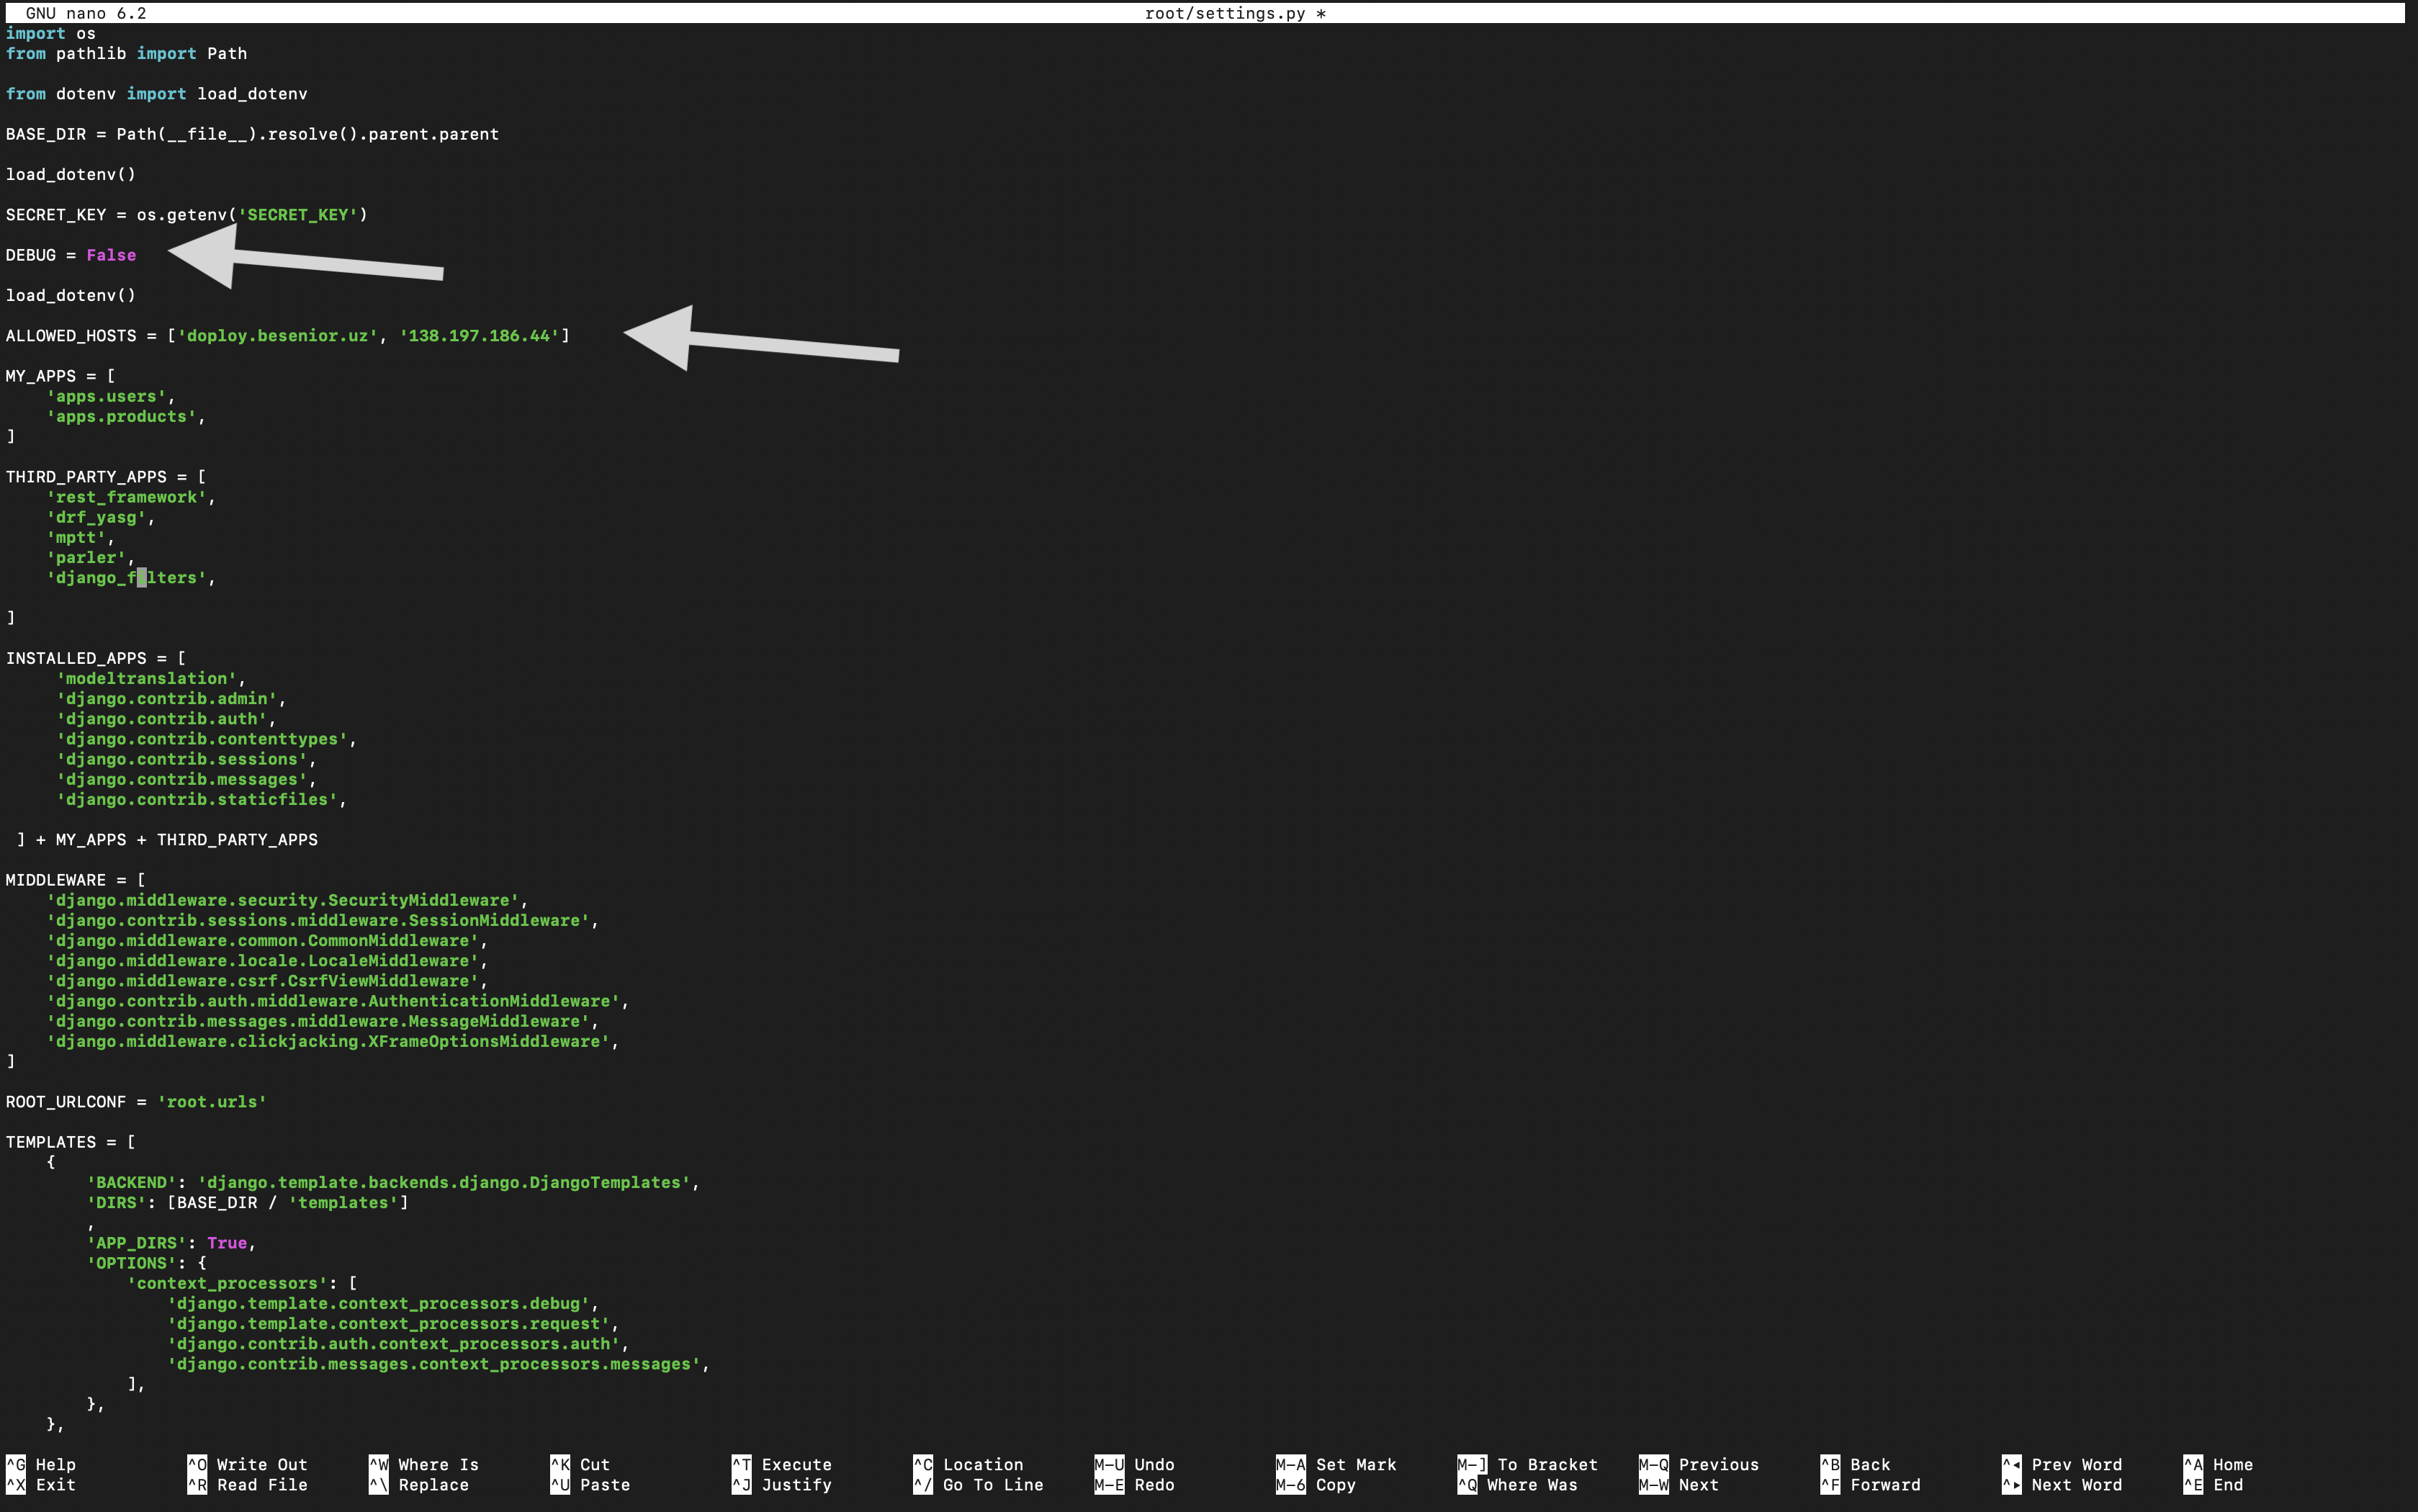 GNU nano 6.2 root/settings.py *
import os
from pathlib import Path
from dotenv import load_dotenv
BASE_DIR = Path(__file__).resolve().parent.parent
load_dotenv()
SECRET_KEY = os.getenv('SECRET_KEY')
DEBUG = False
load_dotenv()
ALLOWED_HOSTS = ['doploy.besenior.uz', '138.197.186.44']
MY_APPS = [
    'apps.users',
    'apps.products',
]
THIRD_PARTY_APPS = [
    'rest_framework',
    'drf_yasg',
    'mptt',
    'parler',
    'django_filters',
]
INSTALLED_APPS = [
     'modeltranslation',
     'django.contrib.admin',
     'django.contrib.auth',
     'django.contrib.contenttypes',
     'django.contrib.sessions',
     'django.contrib.messages',
     'django.contrib.staticfiles',
 ] + MY_APPS + THIRD_PARTY_APPS
MIDDLEWARE = [
    'django.middleware.security.SecurityMiddleware',
    'django.contrib.sessions.middleware.SessionMiddleware',
    'django.middleware.common.CommonMiddleware',
    'django.middleware.locale.LocaleMiddleware',
    'django.middleware.csrf.CsrfViewMiddleware',
    'django.contrib.auth.middleware.AuthenticationMiddleware',
    'django.contrib.messages.middleware.MessageMiddleware',
    'django.middleware.clickjacking.XFrameOptionsMiddleware',
]
ROOT_URLCONF = 'root.urls'
TEMPLATES = [
    {
        'BACKEND': 'django.template.backends.django.DjangoTemplates',
        'DIRS': [BASE_DIR / 'templates']
        ,
        'APP_DIRS': True,
        'OPTIONS': {
            'context_processors': [
                'django.template.context_processors.debug',
                'django.template.context_processors.request',
                'django.contrib.auth.context_processors.auth',
                'django.contrib.messages.context_processors.messages',
            ],
        },
    },
^G Help ^O Write Out ^W Where Is ^K Cut ^T Execute ^C Location M-U Undo M-A Set Mark M-] To Bracket M-Q Previous ^B Back ^◂ Prev Word ^A Home
^X Exit ^R Read File ^\ Replace ^U Paste ^J Justify ^/ Go To Line M-E Redo M-6 Copy ^Q Where Was M-W Next ^F Forward ^▸ Next Word ^E End